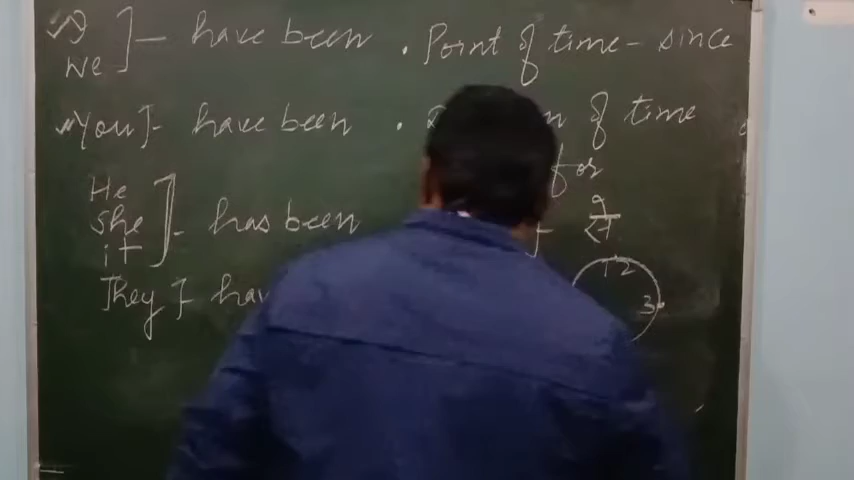 I
we ] - have been . Point of time - since
You ] - have been . of time
for
He
she ] - has been
it
से
They ] -
12
3